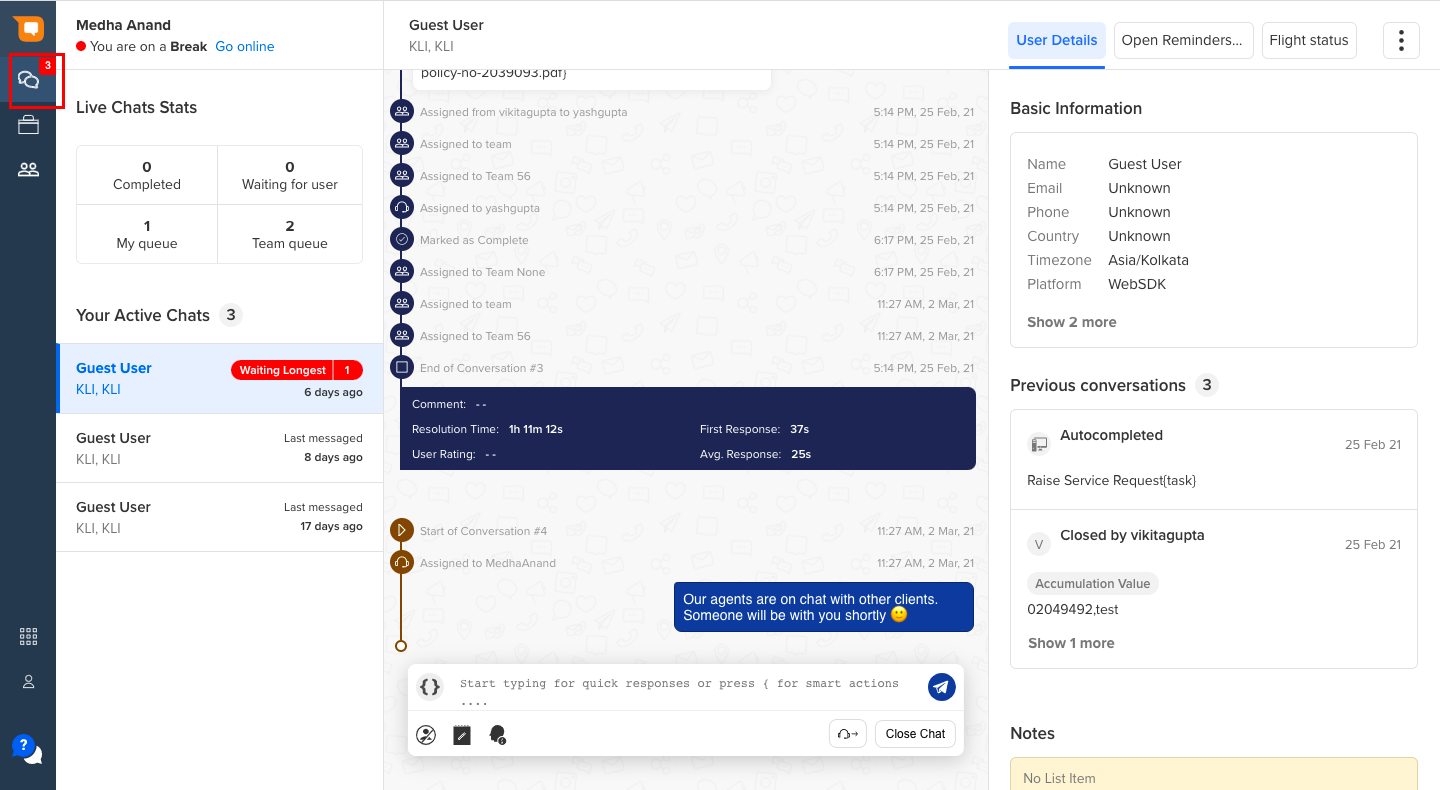 3
Medha Anand
You are on a Break Go online
Live Chats Stats
0
Completed
0
Waiting for user
1
My queue
2
Team queue
Your Active Chats 3
Guest User
Waiting Longest 1
KLI, KLI
6 days ago
Guest User
Last messaged
KLI, KLI
8 days ago
Guest User
Last messaged
KLI, KLI
17 days ago
?
Guest User
KLI, KLI
policy-no-2039093.pdf}
Assigned from vikitagupta to yashgupta 5:14 PM, 25 Feb, 21
Assigned to team 5:14 PM, 25 Feb, 21
Assigned to Team 56 5:14 PM, 25 Feb, 21
Assigned to yashgupta 5:14 PM, 25 Feb, 21
Marked as Complete 6:17 PM, 25 Feb, 21
Assigned to Team None 6:17 PM, 25 Feb, 21
Assigned to team 11:27 AM, 2 Mar, 21
Assigned to Team 56 11:27 AM, 2 Mar, 21
End of Conversation #3 5:14 PM, 25 Feb, 21
Comment: - -
Resolution Time: 1h 11m 12s First Response: 37s
User Rating: - - Avg. Response: 25s
Start of Conversation #4 11:27 AM, 2 Mar, 21
Assigned to MedhaAnand 11:27 AM, 2 Mar, 21
Our agents are on chat with other clients.
Someone will be with you shortly 🙂
{} Start typing for quick responses or press { for smart actions
....
Close Chat
User Details Open Reminders... Flight status
Basic Information
Name Guest User
Email Unknown
Phone Unknown
Country Unknown
Timezone Asia/Kolkata
Platform WebSDK
Show 2 more
Previous conversations 3
Autocompleted
25 Feb 21
Raise Service Request{task}
V Closed by vikitagupta
25 Feb 21
Accumulation Value
02049492,test
Show 1 more
Notes
No List Item